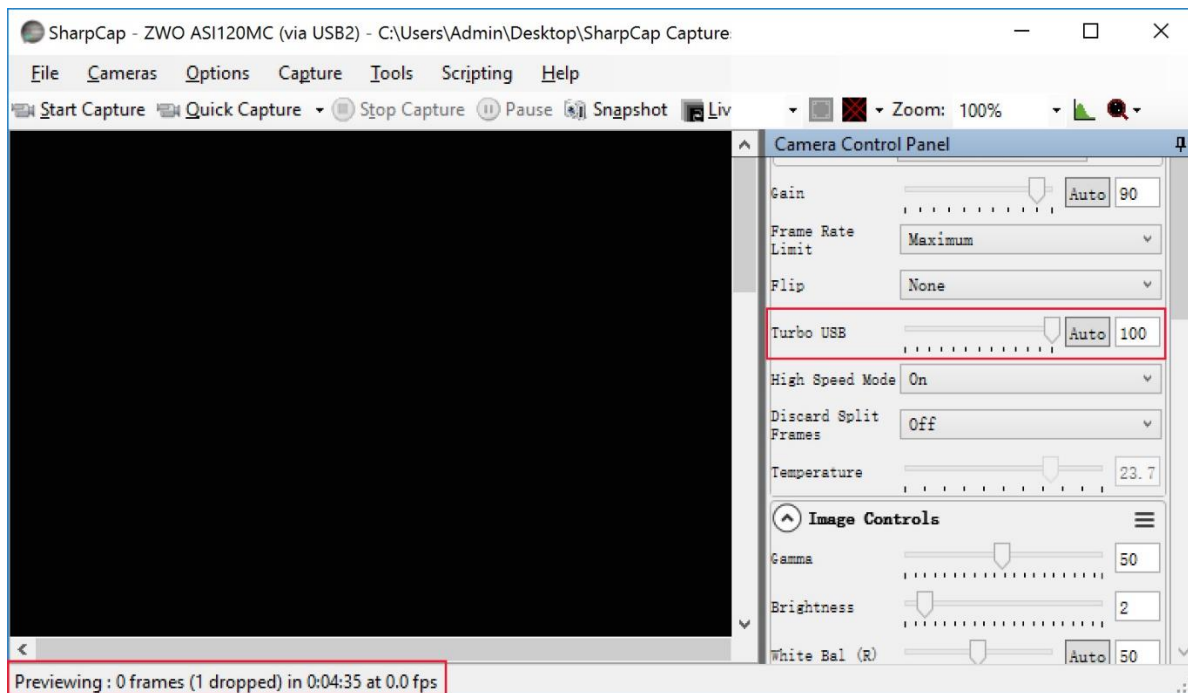 SharpCap - ZWO ASI120MC (via USB2) - C:\Users\Admin\Desktop\SharpCap Captures
File Cameras Options Capture Tools Scripting Help
Start Capture Quick Capture Stop Capture Pause Snapshot Liv Zoom: 100%
Camera Control Panel
Gain Auto 90
Frame Rate
Limit
Maximum
Flip None
Turbo USB Auto 100
High Speed Mode On
Discard Split
Frames
Off
Temperature 23.7
Image Controls
Gamma 50
Brightness 2
White Bal (R) Auto 50
Previewing : 0 frames (1 dropped) in 0:04:35 at 0.0 fps